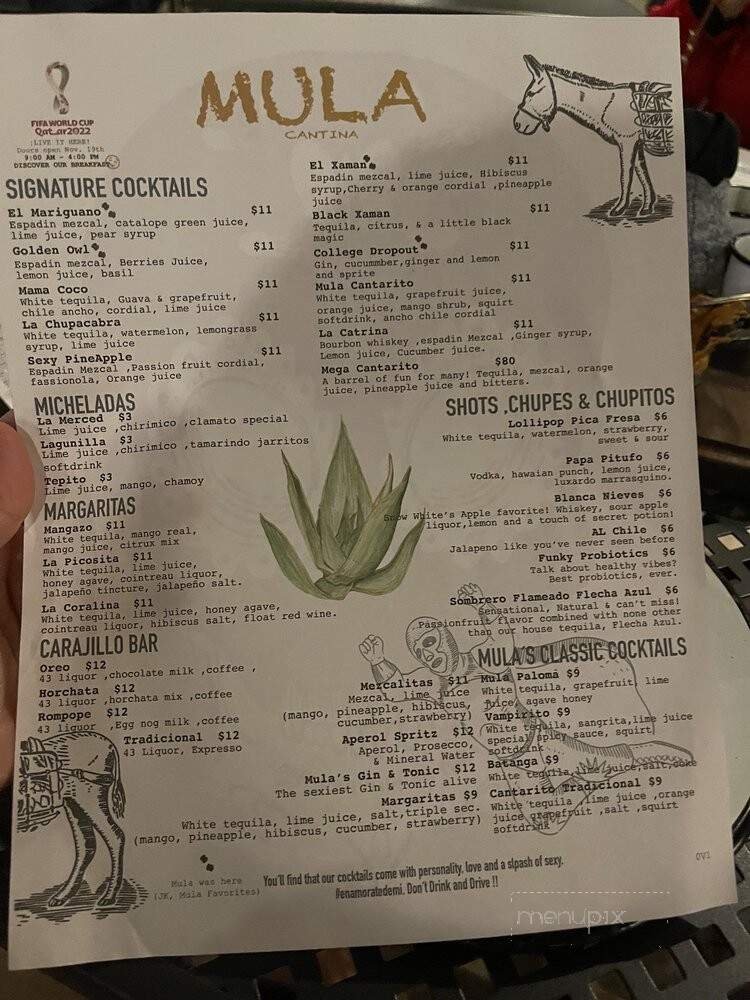 FIFA WORLD CUP
Qatar2022
¡LIVE IT HERE!
Doors open Nov. 19th
9:00 AM - 4:00 PM
DISCOVER OUR BREAKFAST
MULA
CANTINA
SIGNATURE COCKTAILS
El Mariguano $11
Espadin mezcal, catalope green juice,
lime juice, pear syrup
Golden Owl $11
Espadin mezcal, Berries Juice,
lemon juice, basil
Mama Coco $11
White tequila, Guava & grapefruit,
chile ancho, cordial, lime juice
La Chupacabra $11
White tequila, watermelon, lemongrass
syrup, lime juice
Sexy PineApple $11
Espadin Mezcal ,Passion fruit cordial,
fassionola, Orange juice
El Xaman $11
Espadin mezcal, lime juice, Hibiscus
syrup,Cherry & orange cordial ,pineapple
juice
Black Xaman $11
Tequila, citrus, & a little black
magic
College Dropout $11
Gin, cucummber,ginger and lemon
and sprite
Mula Cantarito $11
White tequila, grapefruit juice,
orange juice, mango shrub, squirt
softdrink, ancho chile cordial
La Catrina $11
Bourbon whiskey ,espadin Mezcal ,Ginger syrup,
Lemon juice, Cucumber juice.
Mega Cantarito $80
A barrel of fun for many! Tequila, mezcal, orange
juice, pineapple juice and bitters.
MICHELADAS
La Merced $3
Lime juice ,chirimico ,clamato special
Lagunilla $3
Lime juice ,chirimico ,tamarindo jarritos
softdrink
Tepito $3
Lime juice, mango, chamoy
MARGARITAS
Mangazo $11
White tequila, mango real,
mango juice, citrux mix
La Picosita $11
White tequila, lime juice,
honey agave, cointreau liquor,
jalapeño tincture, jalapeño salt.
La Coralina $11
White tequila, lime juice, honey agave,
cointreau liquor, hibiscus salt, float red wine.
CARAJILLO BAR
Oreo $12
43 liquor ,chocolate milk ,coffee ,
Horchata $12
43 liquor ,horchata mix ,coffee
Rompope $12
43 liquor ,Egg nog milk ,coffee
Tradicional $12
43 Liquor, Expresso
SHOTS ,CHUPES & CHUPITOS
Lollipop Pica Fresa $6
White tequila, watermelon, strawberry,
sweet & sour
Papa Pitufo $6
Vodka, hawaian punch, lemon juice,
luxardo marrasquino.
Blanca Nieves $6
Snow White's Apple favorite! Whiskey, sour apple
liquor,lemon and a touch of secret potion!
AL Chile $6
Jalapeno like you've never seen before
Funky Probiotics $6
Talk about healthy vibes?
Best probiotics, ever.
Sombrero Flameado Flecha Azul $6
Sensational, Natural & can't miss!
Passionfruit flavor combined with none other
than our house tequila, Flecha Azul.
MULA'S CLASSIC COCKTAILS
Mezcalitas $11
Mezcal, lime juice
(mango, pineapple, hibiscus,
cucumber,strawberry)
Aperol Spritz $12
Aperol, Prosecco,
& Mineral Water
Mula's Gin & Tonic $12
The sexiest Gin & Tonic alive
Margaritas $9
White tequila, lime juice, salt,triple sec.
(mango, pineapple, hibiscus, cucumber, strawberry)
Mula Paloma $9
White tequila, grapefruit, lime
juice, agave honey
Vampirito $9
White tequila, sangrita,lime juice
special spicy sauce, squirt
softdrink
Batanga $9
White tequila,lime juice,salt,coke
Cantarito Tradicional $9
White tequila ,lime juice ,orange
juice grapefruit ,salt ,squirt
softdrink
Mula was here
(JK, Mula Favorites)
You'll find that our cocktails come with personality, love and a slpash of sexy.
#enamoratedemi. Don't Drink and Drive !!
0V1
menupix